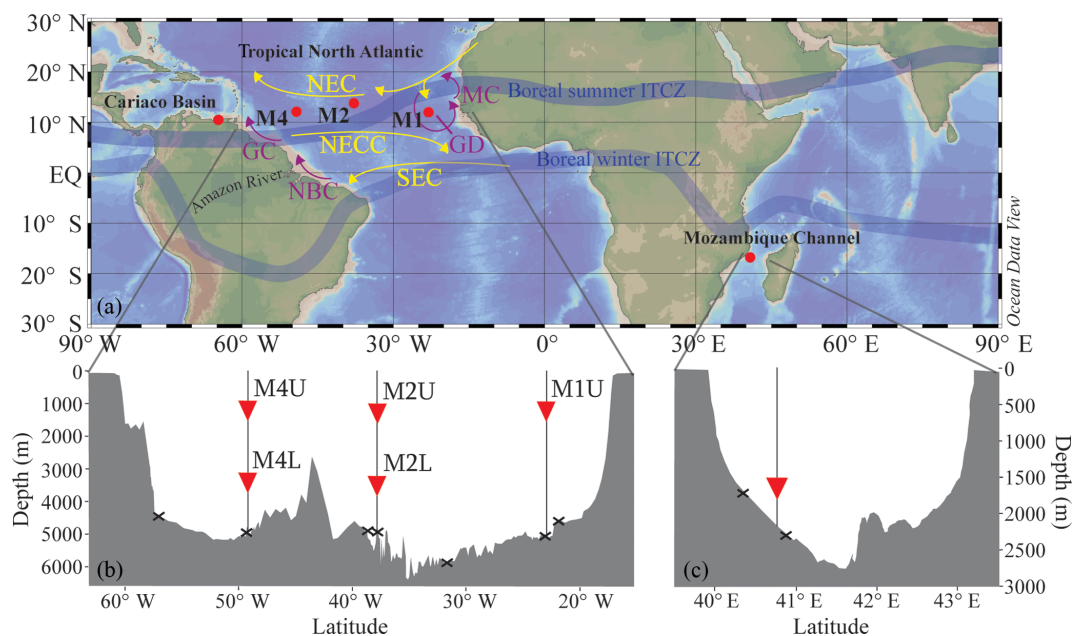 30° N
20° N
10° N
EQ
10° S
20° S
30° S
Tropical North Atlantic
NEC
Cariaco Basin
M4
M2
M1
MC
Boreal summer ITCZ
GC
NECC
GD
Boreal winter ITCZ
NBC
SEC
Amazon River
Mozambique Channel
Ocean Data View
(a)
90° W
60° W
30° W
0°
30° E
60° E
90° E
0
1000
2000
3000
4000
5000
6000
Depth (m)
M4U
M2U
M1U
M4L
M2L
(b)
60° W
50° W
40° W
30° W
20° W
Latitude
(c)
0
500
1000
1500
2000
2500
3000
Depth (m)
40° E
41° E
42° E
43° E
Latitude